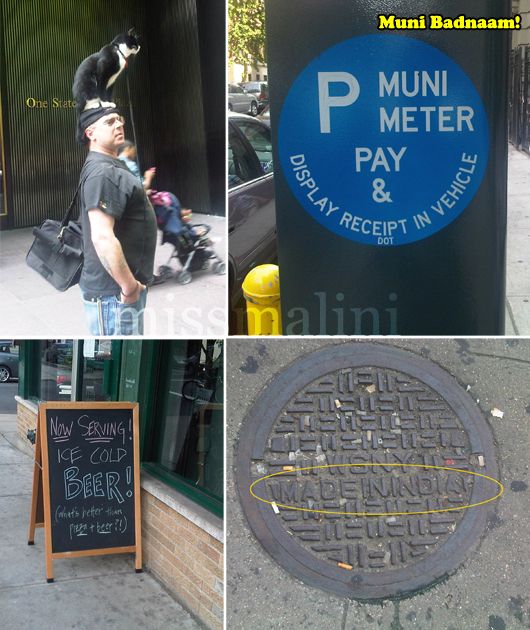 One State
Muni Badnaam!
P MUNI
METER
PAY
&
DISPLAY RECEIPT IN VEHICLE
DOT
missmalini
NOW SERVING!
ICE COLD
BEER!
(what's better than
pizza + beer?!)
MADE IN INDIA